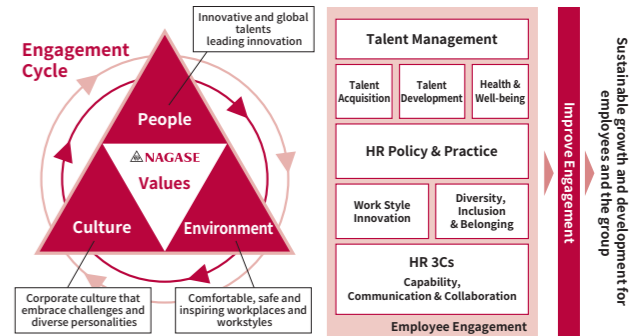 Innovative and global
talents
leading innovation
Engagement
Cycle
People
NAGASE
Values
Culture
Environment
Corporate culture that
embrace challenges and
diverse personalities
Comfortable, safe and
inspiring workplaces and
workstyles
Talent Management
Talent
Acquisition
Talent
Development
Health &
Well-being
HR Policy & Practice
Work Style
Innovation
Diversity,
Inclusion
& Belonging
HR 3Cs
Capability,
Communication & Collaboration
Employee Engagement
Improve Engagement
Sustainable growth and development for
employees and the group